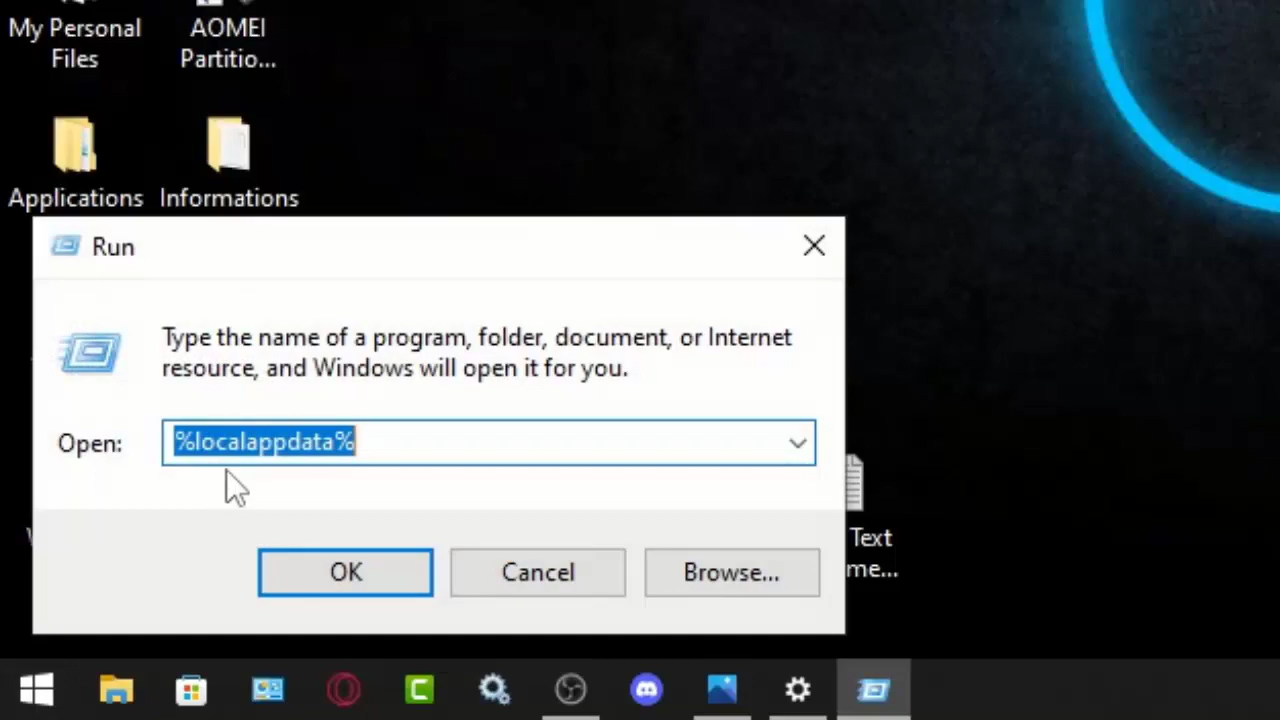 My Personal
Files
AOMEI
Partitio...
Applications
Informations
Run
Type the name of a program, folder, document, or Internet
resource, and Windows will open it for you.
Open:
%localappdata%
OK
Cancel
Browse...
Text
me...